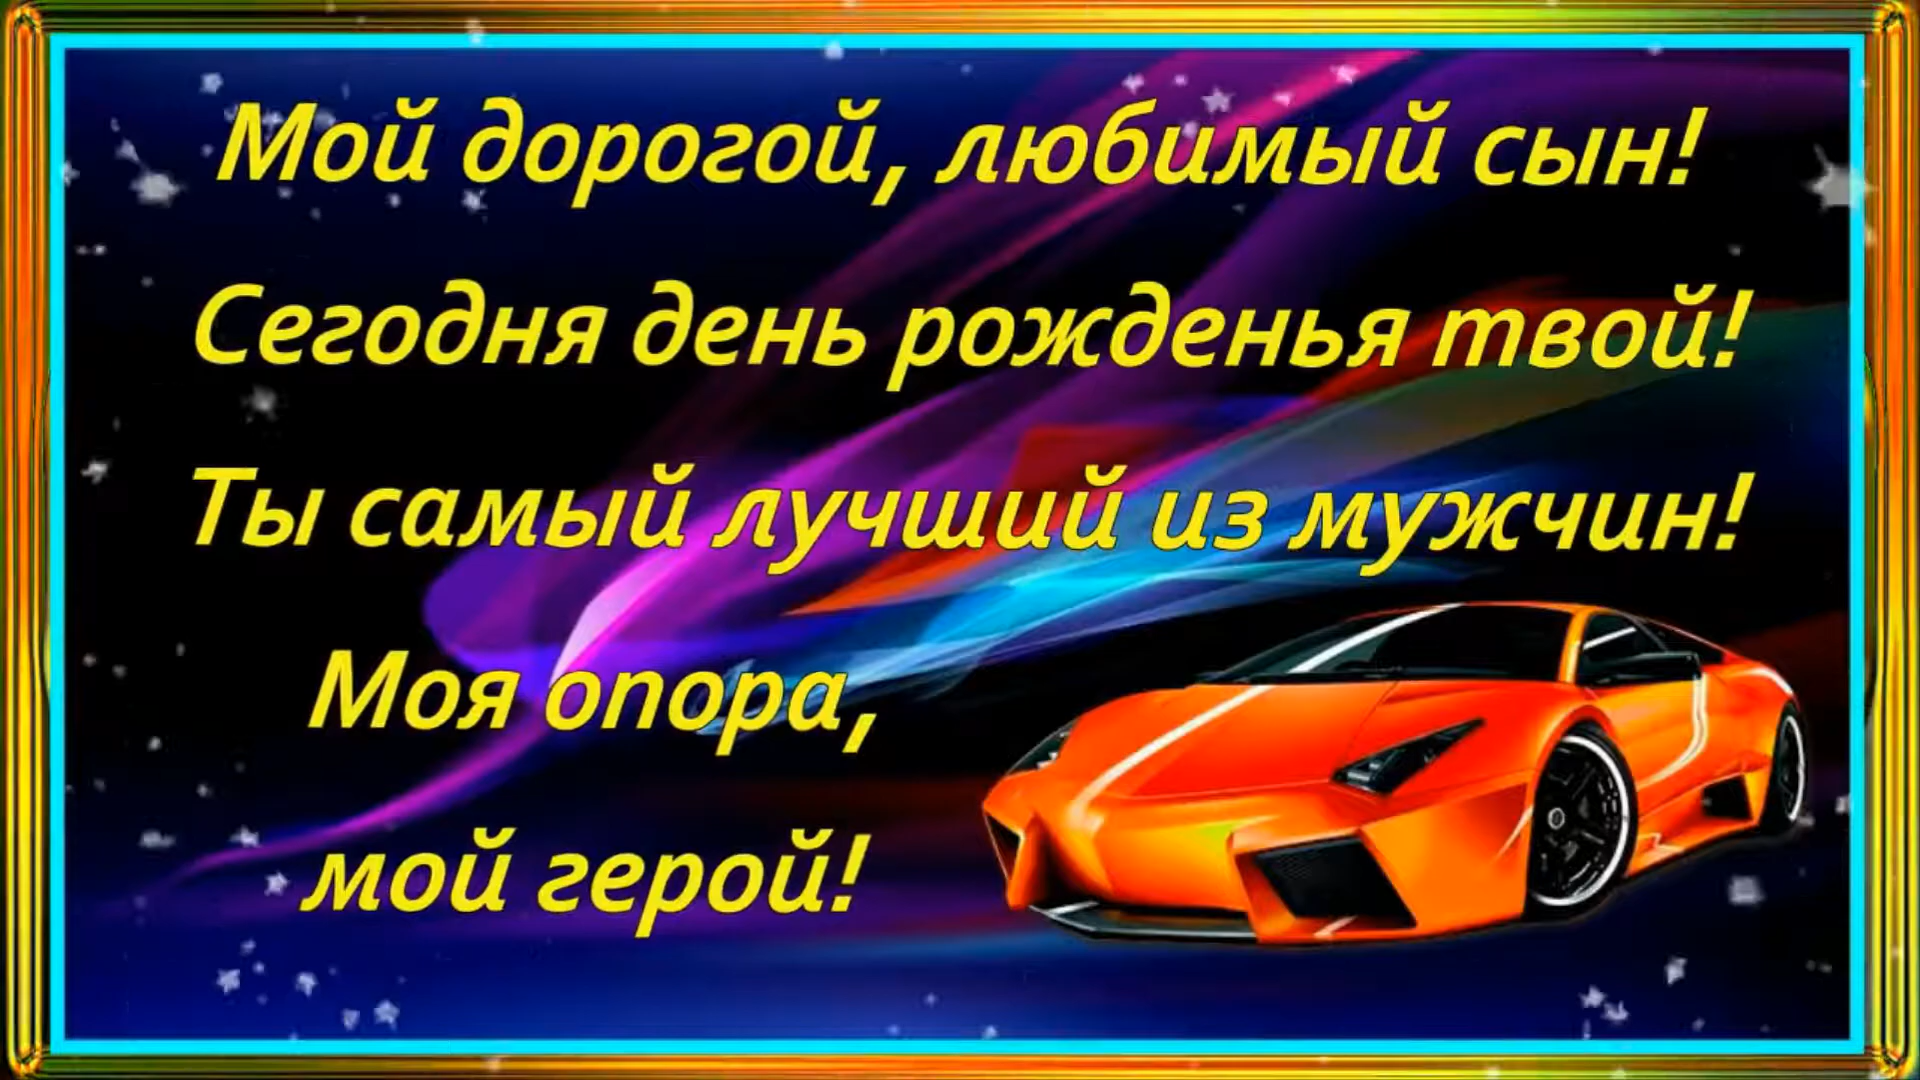 Мой дорогой, любимый сын!
Сегодня день рожденья твой!
Ты самый лучший из мужчин!
Моя опора,
мой герой!